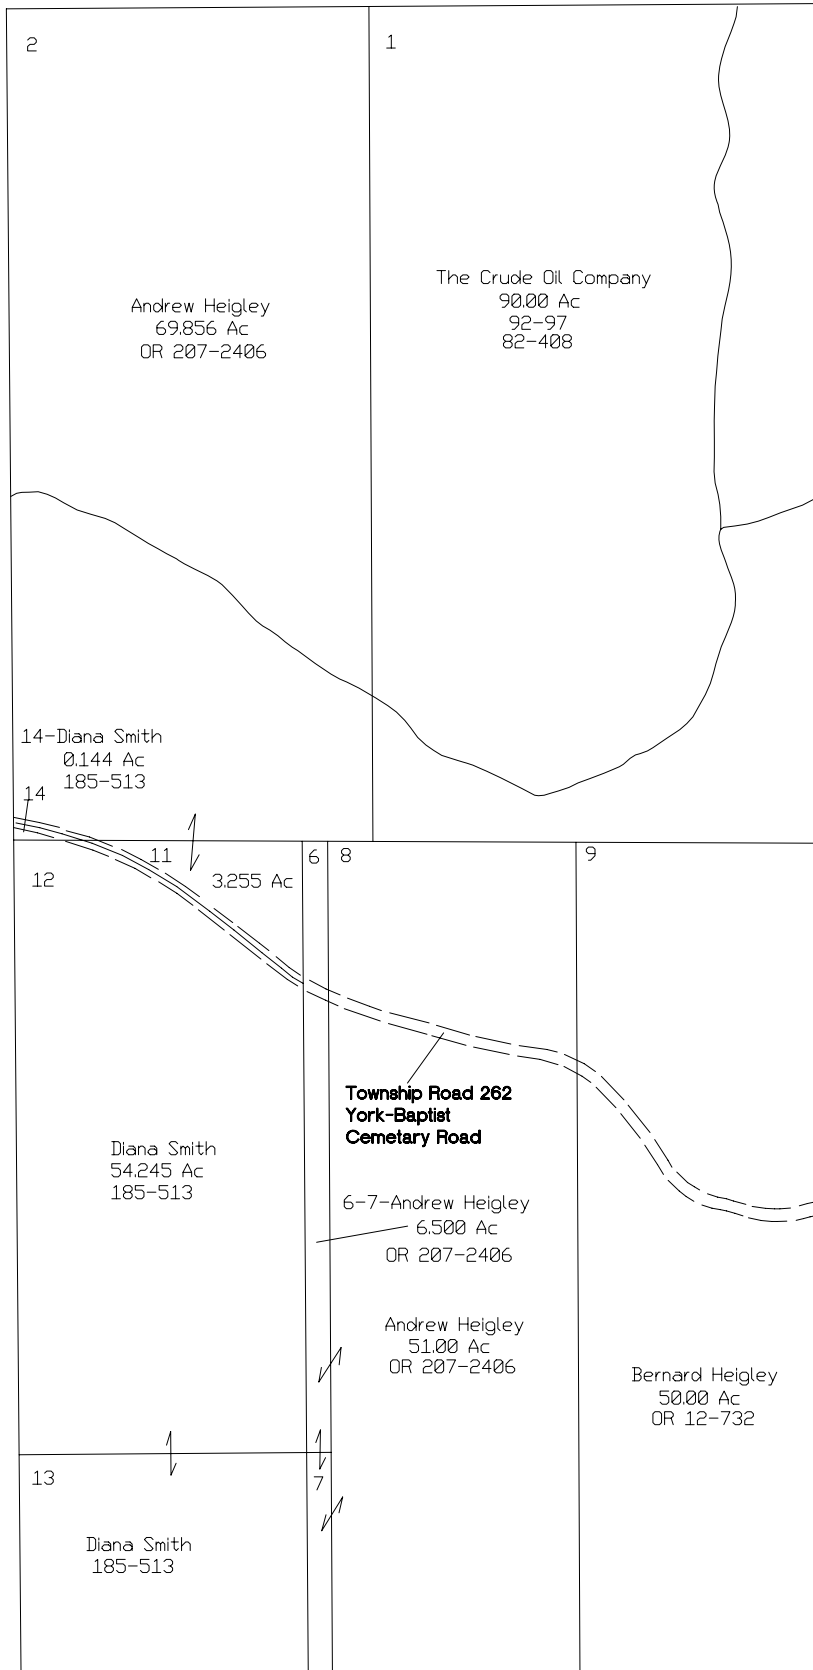 2
1
The Crude Oil Company
90.00 Ac
92-97
82-408
Andrew Heigley
69.856 Ac
OR 207-2406
14-Diana Smith
0.144 Ac
185-513
14
11
6
8
9
12
3.255 Ac
Township Road 262
York-Baptist
Cemetary Road
Diana Smith
54.245 Ac
185-513
6-7-Andrew Heigley
6.500 Ac
OR 207-2406
Andrew Heigley
51.00 Ac
OR 207-2406
Bernard Heigley
50.00 Ac
OR 12-732
13
7
Diana Smith
185-513